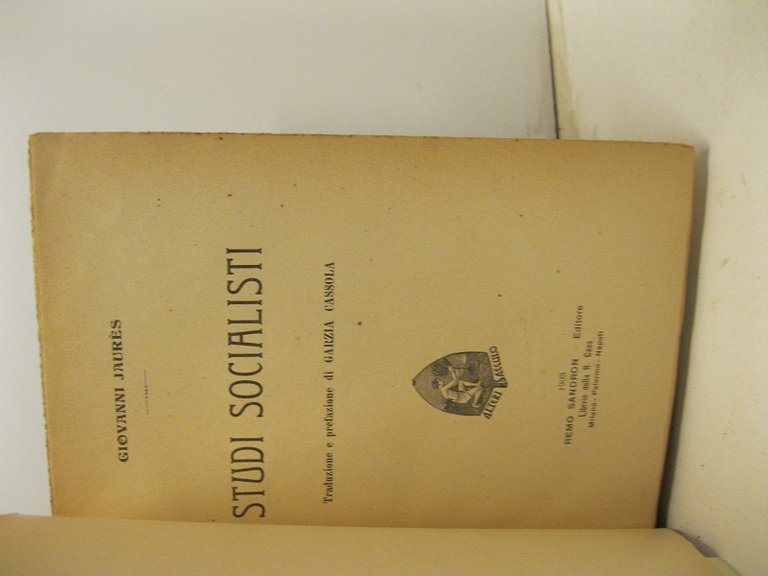 GIOVANNI JAURÈS
STUDI SOCIALISTI
Traduzione e prefazione di GARZIA CASSOLA
ALTERI SAECULO
1903
REMO SANDRON Editore
Libraio della R. Casa
Milano - Palermo - Napoli